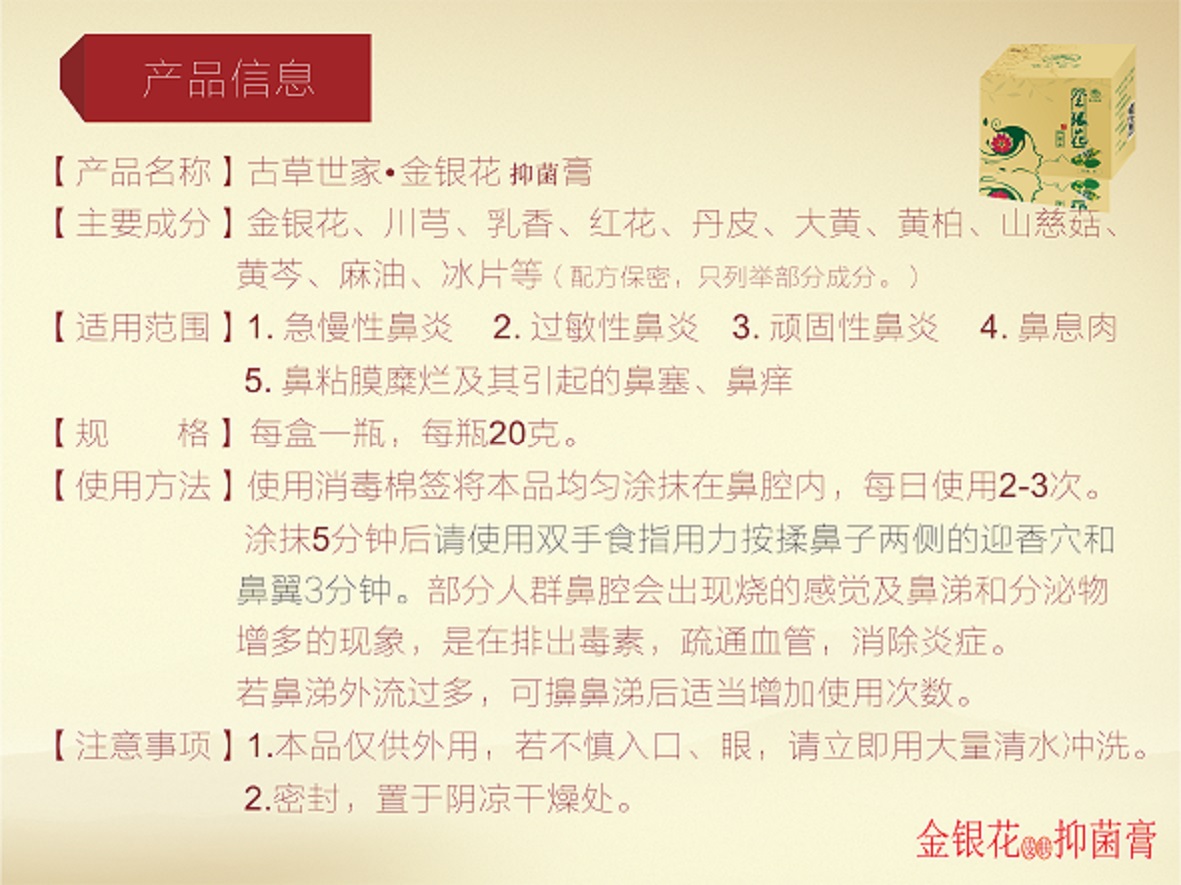 产品信息
【产品名称】古草世家•金银花 抑菌膏
【主要成分】金银花、川芎、乳香、红花、丹皮、大黄、黄柏、山慈菇、
黄芩、麻油、冰片等（配方保密，只列举部分成分。）
【适用范围】1. 急慢性鼻炎 2. 过敏性鼻炎 3. 顽固性鼻炎 4. 鼻息肉
5. 鼻粘膜糜烂及其引起的鼻塞、鼻痒
【规 格】每盒一瓶，每瓶20克。
【使用方法】使用消毒棉签将本品均匀涂抹在鼻腔内，每日使用2-3次。
涂抹5分钟后请使用双手食指用力按揉鼻子两侧的迎香穴和
鼻翼3分钟。部分人群鼻腔会出现烧的感觉及鼻涕和分泌物
增多的现象，是在排出毒素，疏通血管，消除炎症。
若鼻涕外流过多，可擤鼻涕后适当增加使用次数。
【注意事项】1.本品仅供外用，若不慎入口、眼，请立即用大量清水冲洗。
2.密封，置于阴凉干燥处。
金银花
金银花抑菌膏